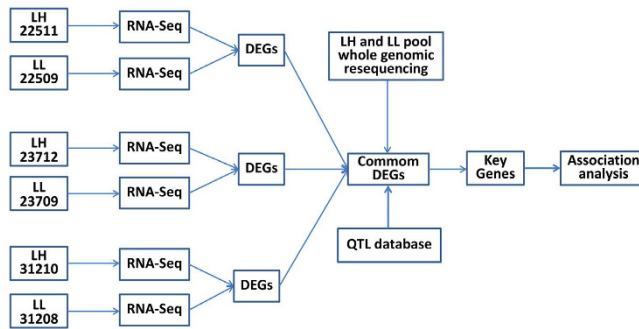 LH
22511
RNA-Seq
LL
22509
RNA-Seq
DEGs
LH and LL pool
whole genomic
resequencing
LH
23712
RNA-Seq
LL
23709
RNA-Seq
DEGs
Commom
DEGs
Key
Genes
Association
analysis
QTL database
LH
31210
RNA-Seq
LL
31208
RNA-Seq
DEGs